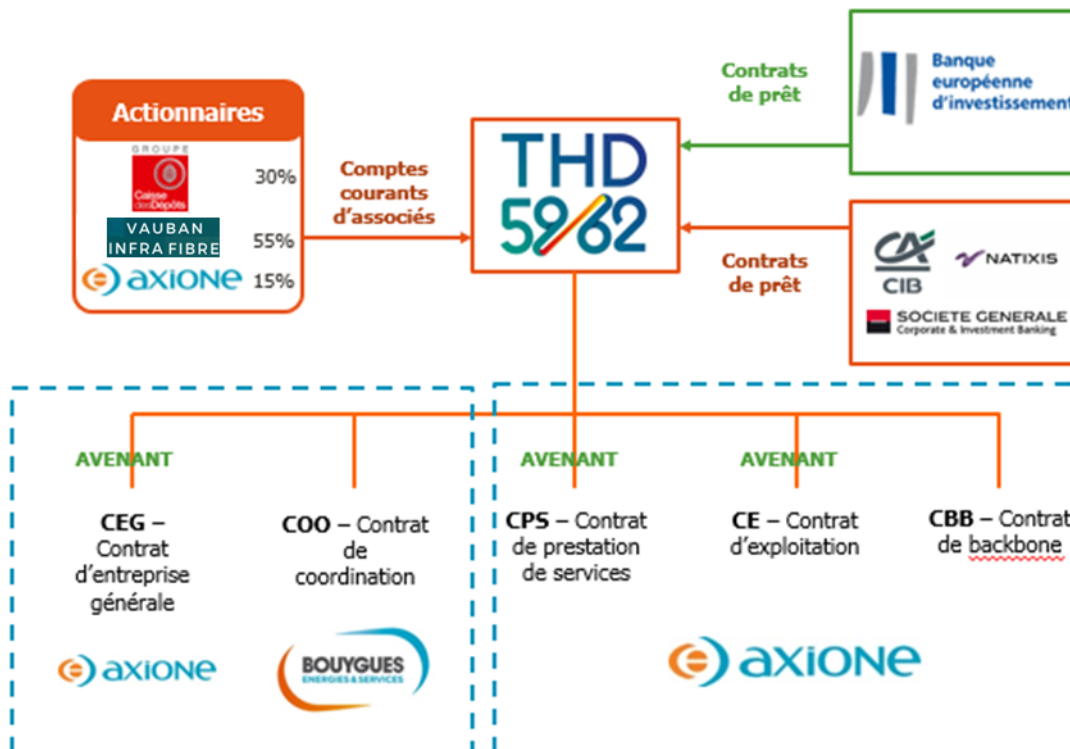 Actionnaires
GROUPE
Caisse
des Dépôts
30%
VAUBAN
INFRA FIBRE
55%
axione 15%
Comptes
courants
d'associés
THD
59/62
Contrats
de prêt
Banque
européenne
d'investissement
Contrats
de prêt
CA
CIB
NATIXIS
SOCIETE GENERALE
Corporate & Investment Banking
AVENANT
CEG –
Contrat
d'entreprise
générale
axione
COO – Contrat
de
coordination
BOUYGUES
ENERGIES & SERVICES
AVENANT
CPS – Contrat
de prestation
de services
AVENANT
CE – Contrat
d'exploitation
CBB – Contrat
de backbone
axione